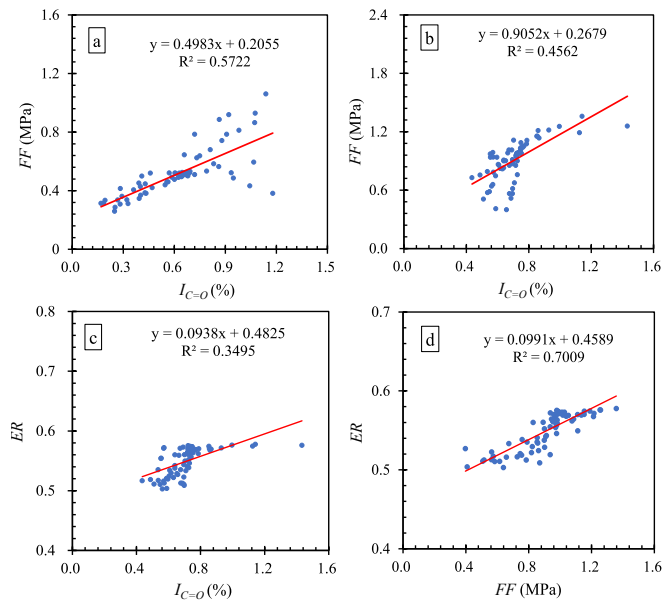 a
y = 0.4983x + 0.2055
R² = 0.5722
FF (MPa)
1.6
1.2
0.8
0.4
0
0.0 0.3 0.6 0.9 1.2 1.5
I_{C=O} (%)
b
y = 0.9052x + 0.2679
R² = 0.4562
FF (MPa)
2.4
1.8
1.2
0.6
0.0
0.0 0.4 0.8 1.2 1.6
I_{C=O} (%)
c
y = 0.0938x + 0.4825
R² = 0.3495
ER
0.8
0.7
0.6
0.5
0.4
0.0 0.4 0.8 1.2 1.6
I_{C=O} (%)
d
y = 0.0991x + 0.4589
R² = 0.7009
ER
0.7
0.6
0.5
0.4
0.0 0.4 0.8 1.2 1.6
FF (MPa)